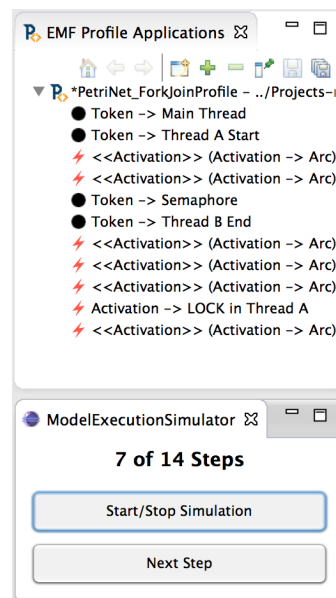 EMF Profile Applications
*PetriNet_ForkJoinProfile - ../Projects-
Token -> Main Thread
Token -> Thread A Start
<<Activation>> (Activation -> Arc)
<<Activation>> (Activation -> Arc)
Token -> Semaphore
Token -> Thread B End
<<Activation>> (Activation -> Arc)
<<Activation>> (Activation -> Arc)
<<Activation>> (Activation -> Arc)
Activation -> LOCK in Thread A
<<Activation>> (Activation -> Arc)
ModelExecutionSimulator
7 of 14 Steps
Start/Stop Simulation
Next Step